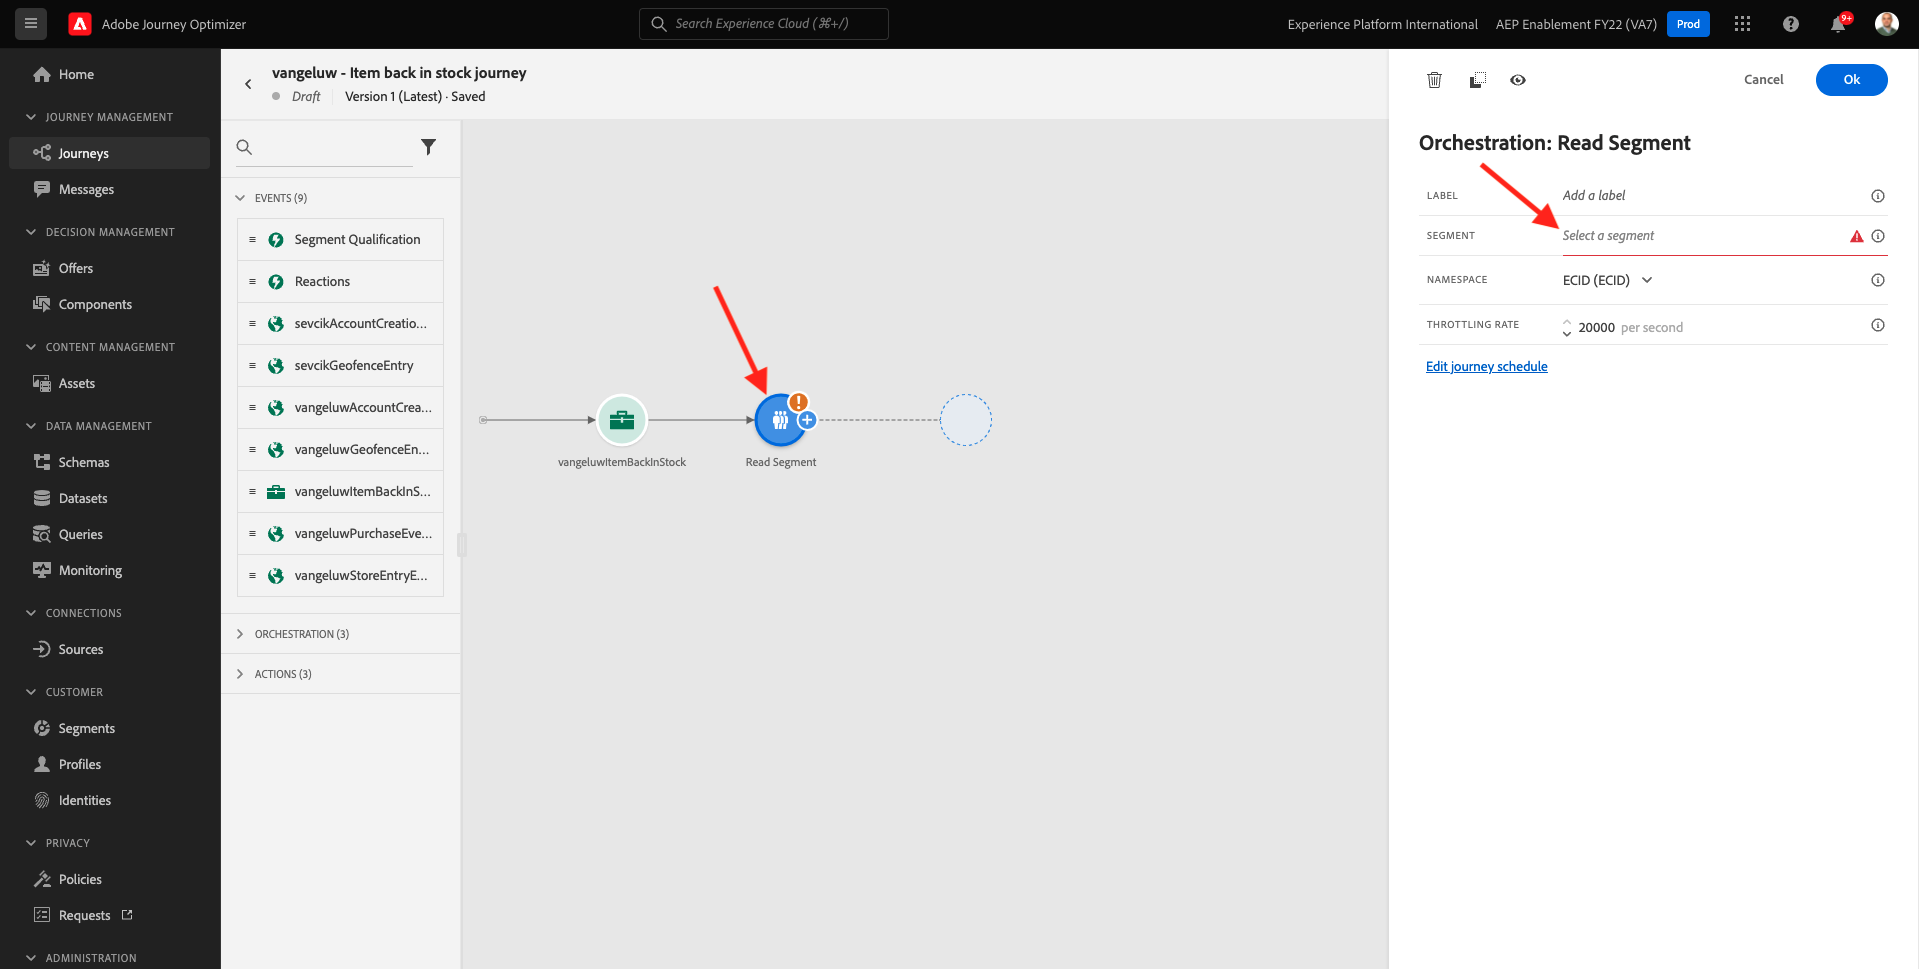 Adobe Journey Optimizer
Search Experience Cloud (⌘+/)
Experience Platform International
AEP Enablement FY22 (VA7)
Prod
9+
Home
JOURNEY MANAGEMENT
Journeys
Messages
DECISION MANAGEMENT
Offers
Components
CONTENT MANAGEMENT
Assets
DATA MANAGEMENT
Schemas
Datasets
Queries
Monitoring
CONNECTIONS
Sources
CUSTOMER
Segments
Profiles
Identities
PRIVACY
Policies
Requests
ADMINISTRATION
vangeluw - Item back in stock journey
Draft
Version 1 (Latest) · Saved
EVENTS (9)
Segment Qualification
Reactions
sevcikAccountCreatio...
sevcikGeofenceEntry
vangeluwAccountCrea...
vangeluwGeofenceEn...
vangeluwItemBackInS...
vangeluwPurchaseEve...
vangeluwStoreEntryE...
ORCHESTRATION (3)
ACTIONS (3)
vangeluwItemBackInStock
Read Segment
Cancel
Ok
Orchestration: Read Segment
LABEL
Add a label
SEGMENT
Select a segment
NAMESPACE
ECID (ECID)
THROTTLING RATE
20000 per second
Edit journey schedule